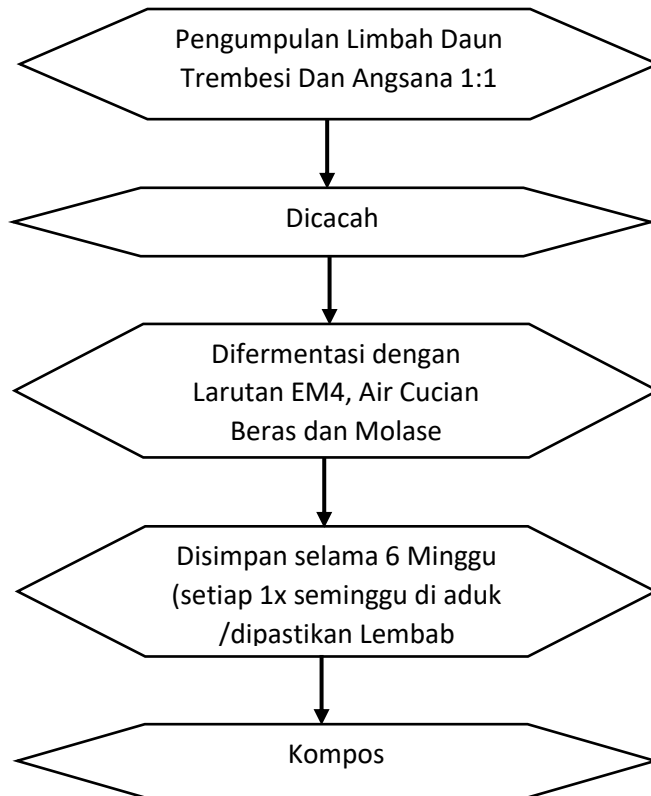 Pengumpulan Limbah Daun
Trembesi Dan Angsana 1:1
Dicacah
Difermentasi dengan
Larutan EM4, Air Cucian
Beras dan Molase
Disimpan selama 6 Minggu
(setiap 1x seminggu di aduk
/dipastikan Lembab
Kompos